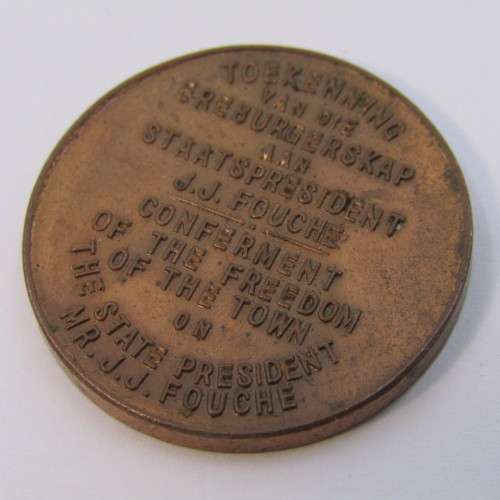 TOEKENNING
VAN DIE
EREBURGERSKAP
AAN
STAATSPRESIDENT
J.J. FOUCHÉ
CONFERMENT
OF THE FREEDOM
OF THE TOWN
ON
THE STATE PRESIDENT
MR. J.J. FOUCHE